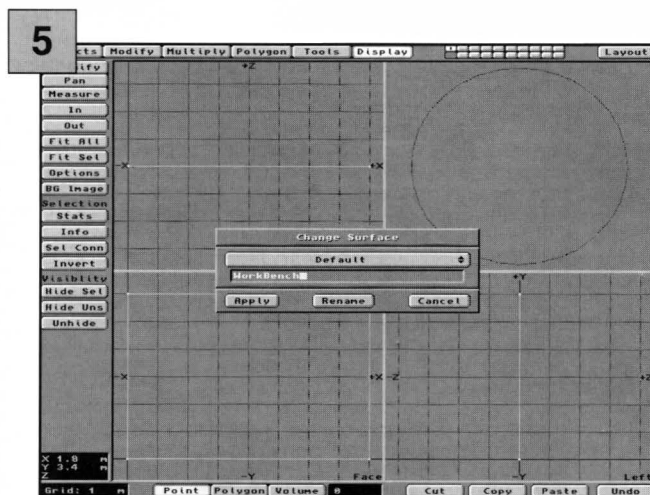 5
cts Modify Multiply Polygon Tools Display Layout
ify
Pan
Measure
In
Out
Fit All
Fit Sel
Options
BG Image
Selection
Stats
Info
Sel Conn
Invert
Visiblity
Hide Sel
Hide Uns
Unhide
+Z
-X +X
Change Surface
Default
WorkBench
Apply Rename Cancel
+Y
-X +X -Z +Z
X 1.8 m
Y 3.4 m
Z
-Y Face -Y Left
Grid: 1 m Point Polygon Volume 0 Cut Copy Paste Undo